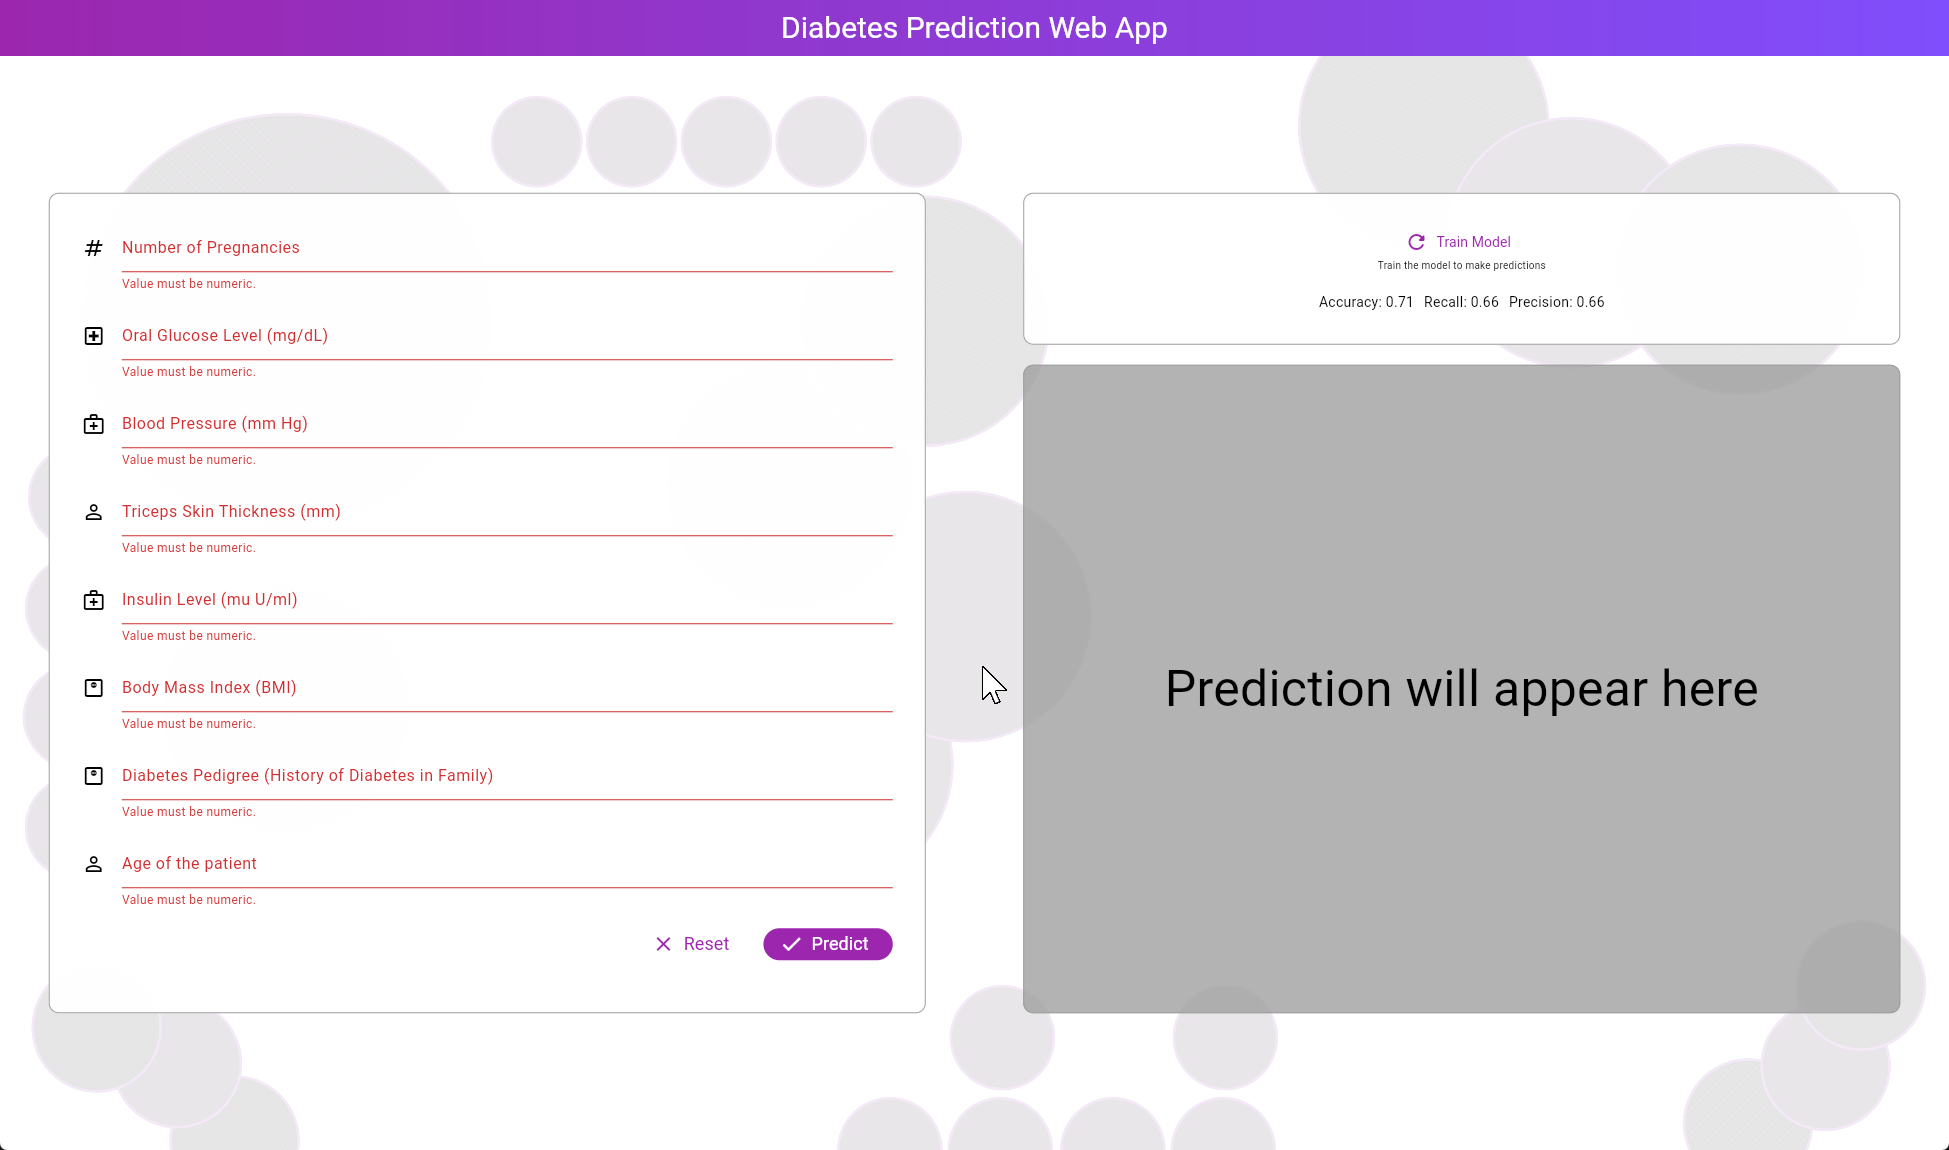 Diabetes Prediction Web App
Number of Pregnancies
Value must be numeric.
Oral Glucose Level (mg/dL)
Value must be numeric.
Blood Pressure (mm Hg)
Value must be numeric.
Triceps Skin Thickness (mm)
Value must be numeric.
Insulin Level (mu U/ml)
Value must be numeric.
Body Mass Index (BMI)
Value must be numeric.
Diabetes Pedigree (History of Diabetes in Family)
Value must be numeric.
Age of the patient
Value must be numeric.
Reset Predict
Train Model
Train the model to make predictions
Accuracy: 0.71 Recall: 0.66 Precision: 0.66
Prediction will appear here